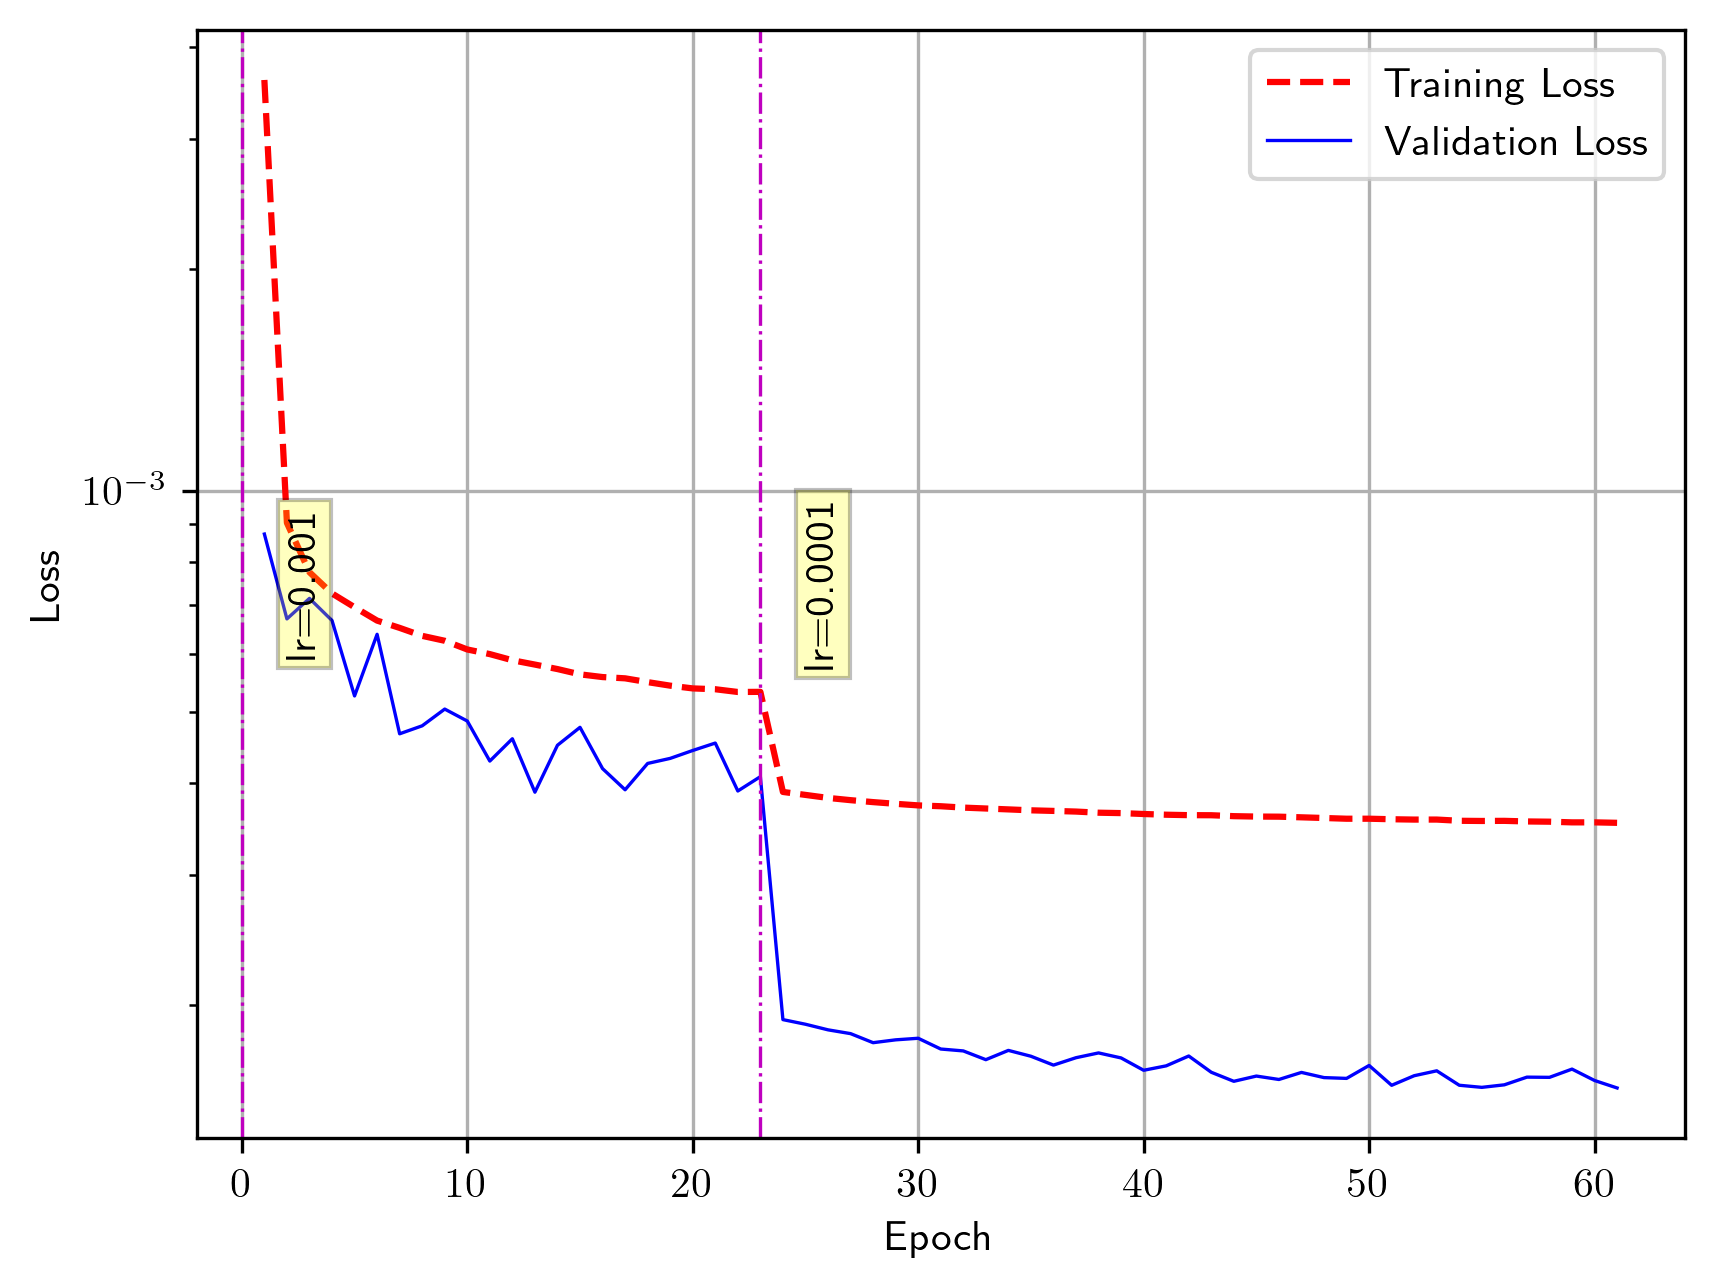 Training Loss
Validation Loss
10⁻³
Loss
lr=0.001
lr=0.0001
0 10 20 30 40 50 60
Epoch